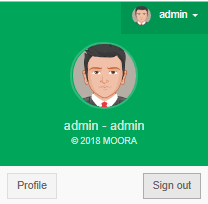 admin
admin - admin
© 2018 MOORA
Profile Sign out